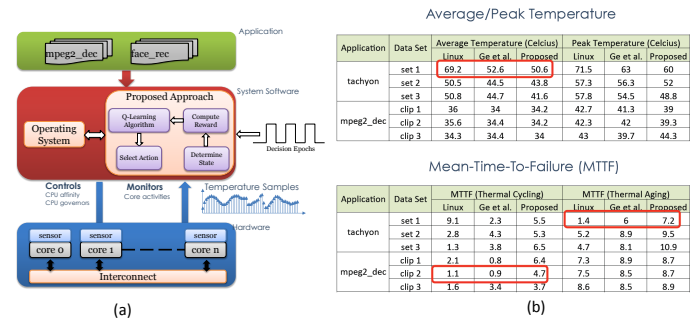 Application
mpeg2_dec face_rec
System Software
Proposed Approach
Operating System
Q-Learning Algorithm
Compute Reward
Select Action
Determine State
Decision Epochs
Controls
CPU affinity
CPU governors
Monitors
Core activities
Temperature Samples
Hardware
sensor sensor sensor
core 0 core 1 core n
Interconnect
(a)
Average/Peak Temperature
Application Data Set Average Temperature (Celcius) Peak Temperature (Celcius)
Linux Ge et al. Proposed Linux Ge et al. Proposed
tachyon
set 1 69.2 52.6 50.6 71.5 63 60
set 2 50.5 44.5 43.8 57.3 56.3 52
set 3 50.8 44.7 41.6 57.8 54.5 48.8
mpeg2_dec
clip 1 36 34 34.2 42.7 41.3 39
clip 2 35.6 34.4 34.2 42.3 42 39.3
clip 3 34.3 34.4 34 43 39.7 44.3
Mean-Time-To-Failure (MTTF)
Application Data Set MTTF (Thermal Cycling) MTTF (Thermal Aging)
Linux Ge et al. Proposed Linux Ge et al. Proposed
tachyon
set 1 9.1 2.3 5.5 1.4 6 7.2
set 2 2.8 4.3 5.3 5.2 8.9 9.5
set 3 1.3 3.8 6.5 4.7 8.1 10.9
mpeg2_dec
clip 1 2.1 0.8 6.4 7.3 8.9 8.7
clip 2 1.1 0.9 4.7 7.5 8.5 8.7
clip 3 1.6 3.4 3.7 8.6 8.5 8.9
(b)